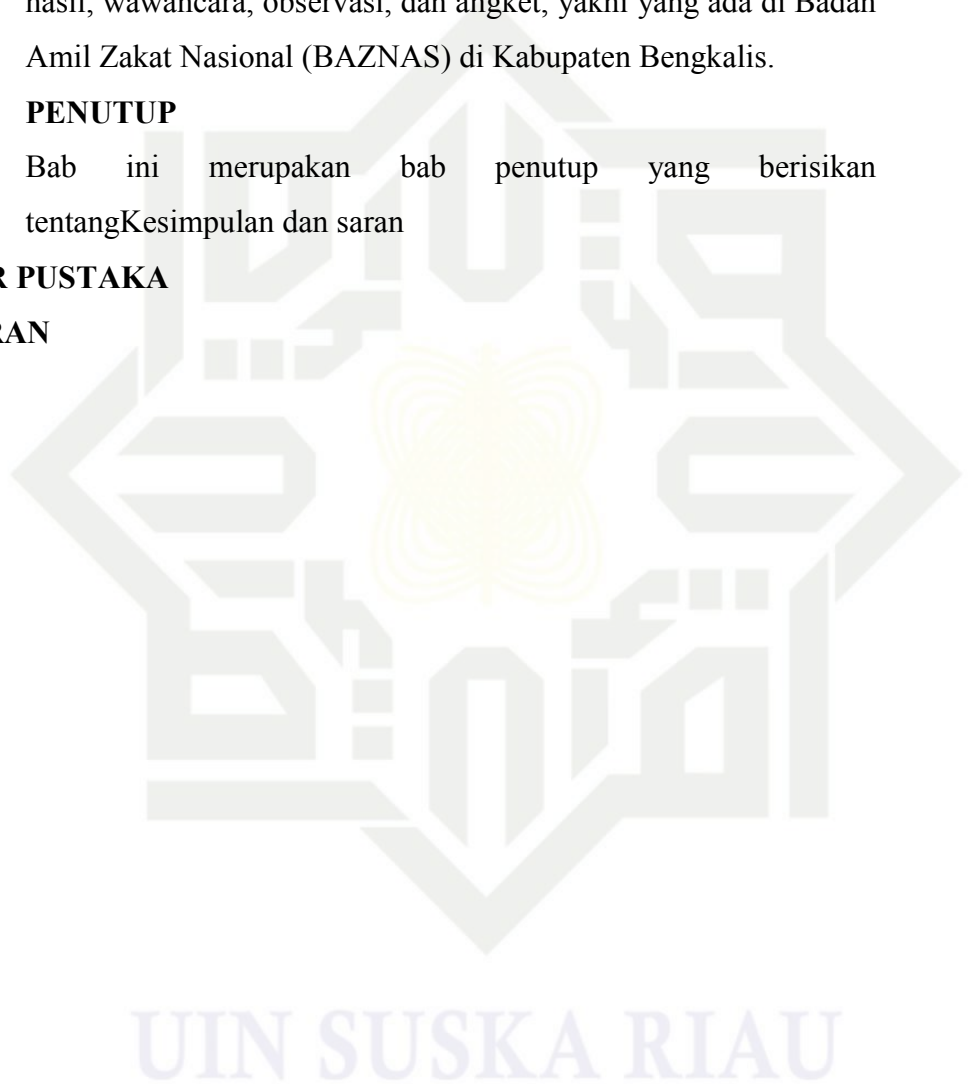 hasil, wawancara, observasi, dan angket, yakni yang ada di Badan
Amil Zakat Nasional (BAZNAS) di Kabupaten Bengkalis.
PENUTUP
Bab ini merupakan bab penutup yang berisikan
tentangKesimpulan dan saran
R PUSTAKA
RAN
UIN SUSKA RIAU